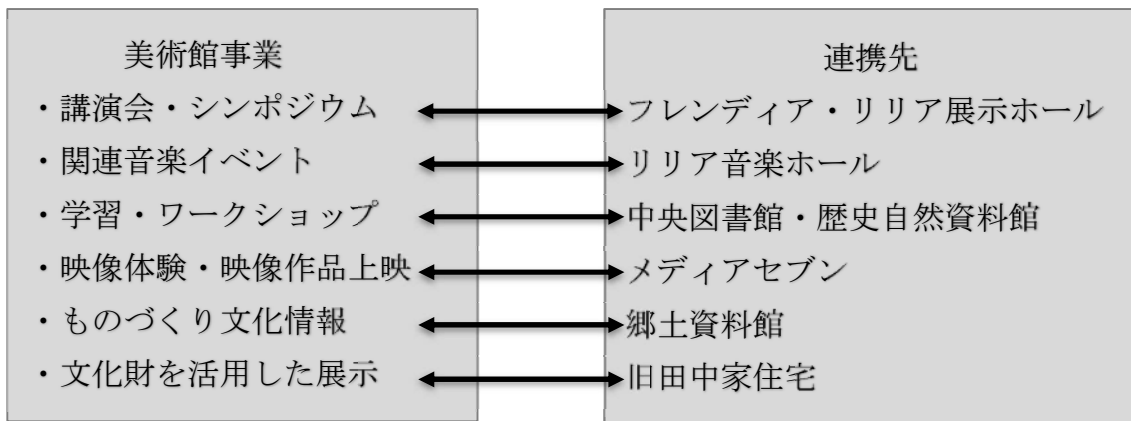 美術館事業
・講演会・シンポジウム
・関連音楽イベント
・学習・ワークショップ
・映像体験・映像作品上映
・ものづくり文化情報
・文化財を活用した展示
連携先
フレンディア・リリア展示ホール
リリア音楽ホール
中央図書館・歴史自然資料館
メディアセブン
郷土資料館
旧田中家住宅